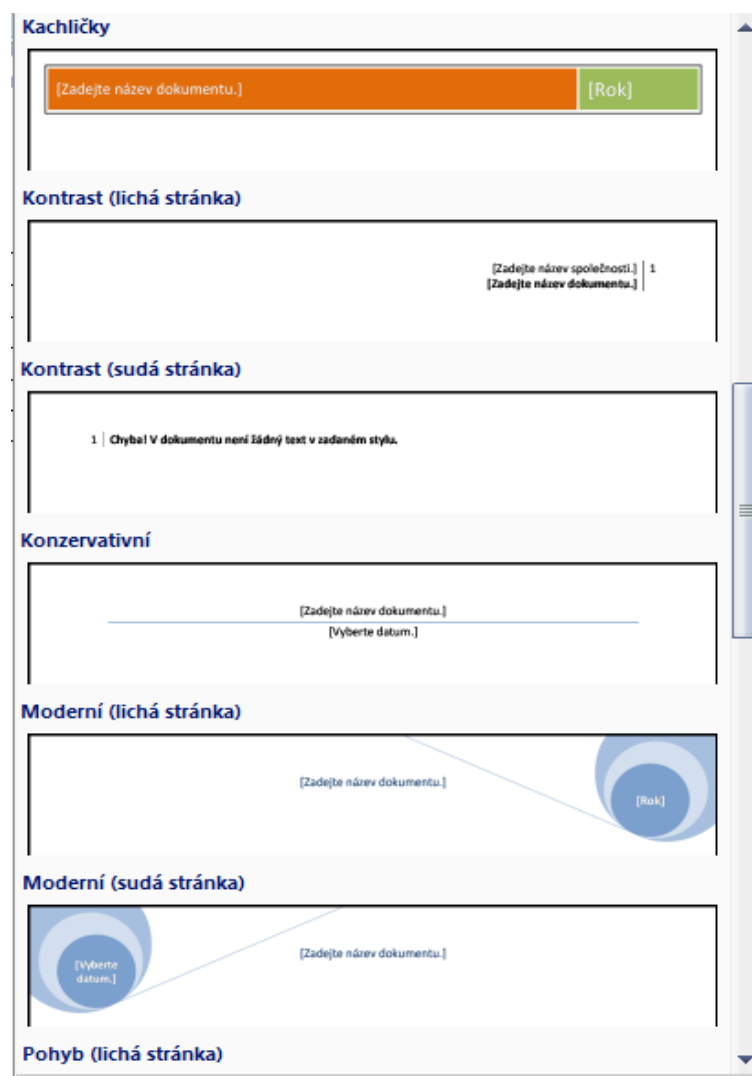 Kachličky
[Zadejte název dokumentu.] [Rok]
Kontrast (lichá stránka)
[Zadejte název společnosti.] 1
[Zadejte název dokumentu.]
Kontrast (sudá stránka)
1 Chyba! V dokumentu není žádný text v zadaném stylu.
Konzervativní
[Zadejte název dokumentu.]
[Vyberte datum.]
Moderní (lichá stránka)
[Zadejte název dokumentu.]
[Rok]
Moderní (sudá stránka)
[Zadejte název dokumentu.]
[Vyberte
datum.]
Pohyb (lichá stránka)